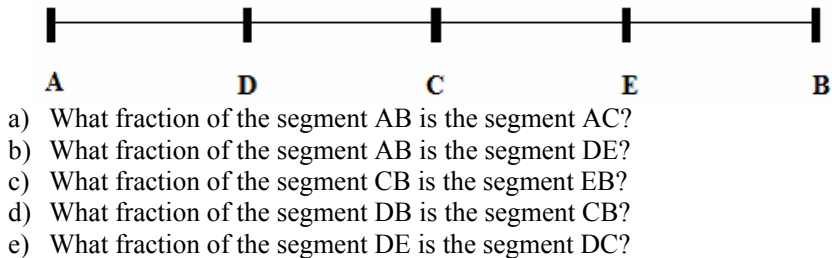 A D C E B
a) What fraction of the segment AB is the segment AC?
b) What fraction of the segment AB is the segment DE?
c) What fraction of the segment CB is the segment EB?
d) What fraction of the segment DB is the segment CB?
e) What fraction of the segment DE is the segment DC?